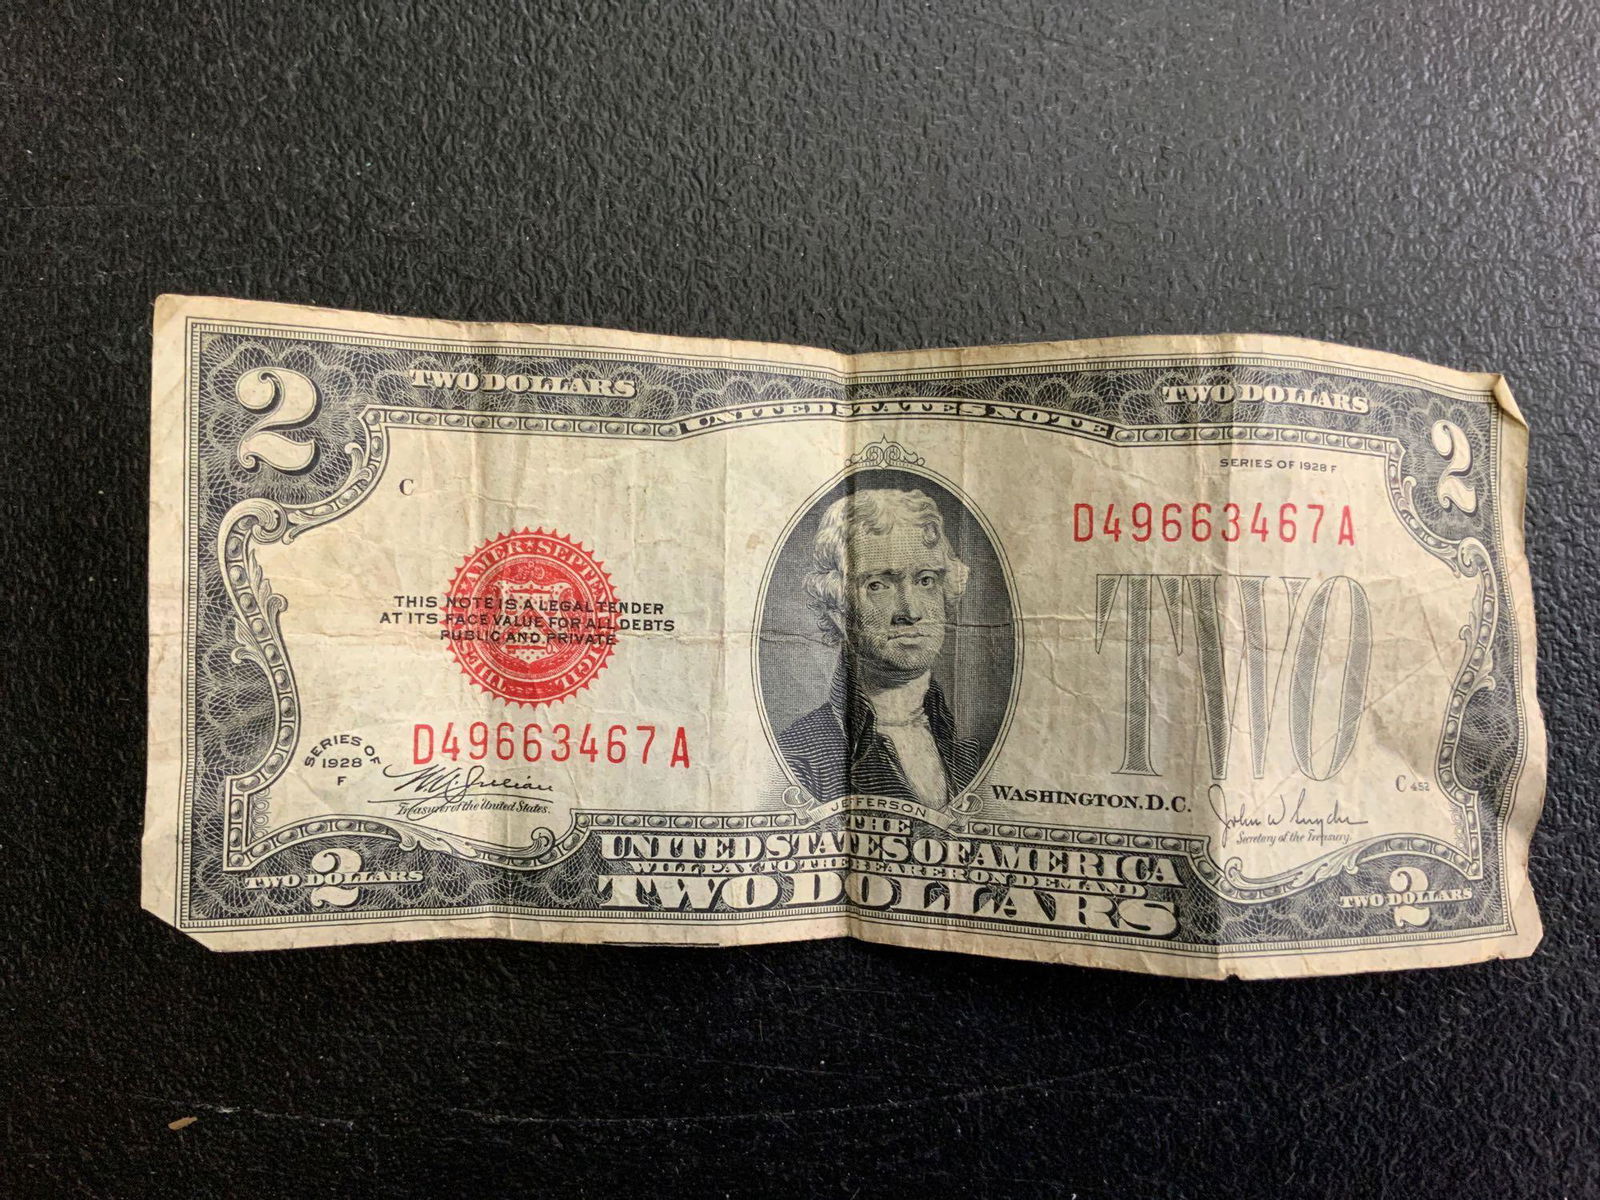 2 TWO DOLLARS TWO DOLLARS 2
UNITED STATES NOTE
SERIES OF 1928 F
C
D49663467A
THIS NOTE IS A LEGAL TENDER
AT ITS FACE VALUE FOR ALL DEBTS
PUBLIC AND PRIVATE
TWO
D49663467A
SERIES OF
1928
F
Treasurer of the United States.
JEFFERSON
WASHINGTON, D.C.
C 452
John W Snyder
Secretary of the Treasury.
THE
UNITED STATES OF AMERICA
WILL PAY TO THE BEARER ON DEMAND
TWO DOLLARS
2
TWO DOLLARS
2
TWO DOLLARS